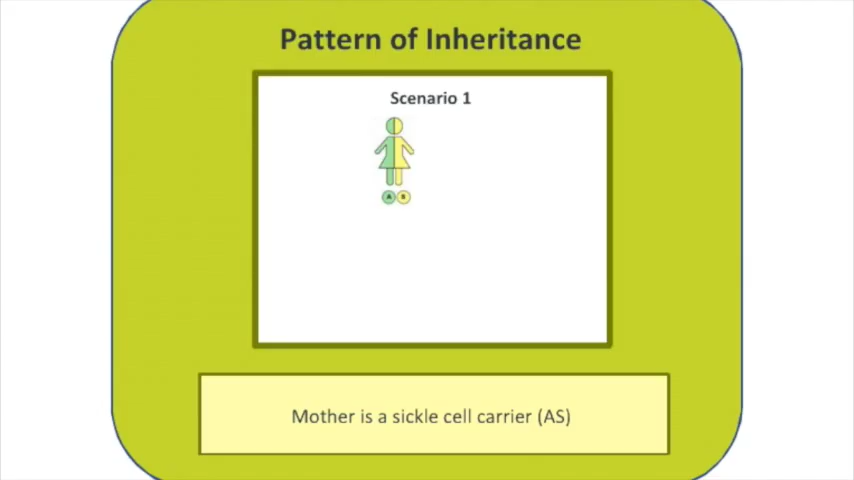 Pattern of Inheritance
Scenario 1
A B
Mother is a sickle cell carrier (AS)